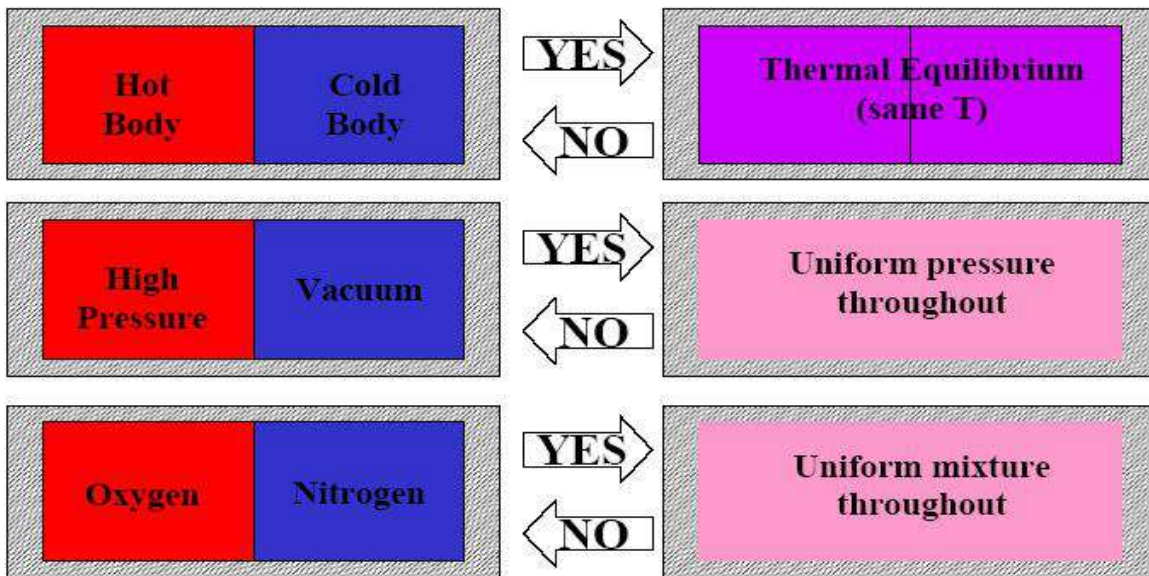 Hot
Body
Cold
Body
YES
NO
Thermal Equilibrium
(same T)
High
Pressure
Vacuum
YES
NO
Uniform pressure
throughout
Oxygen
Nitrogen
YES
NO
Uniform mixture
throughout